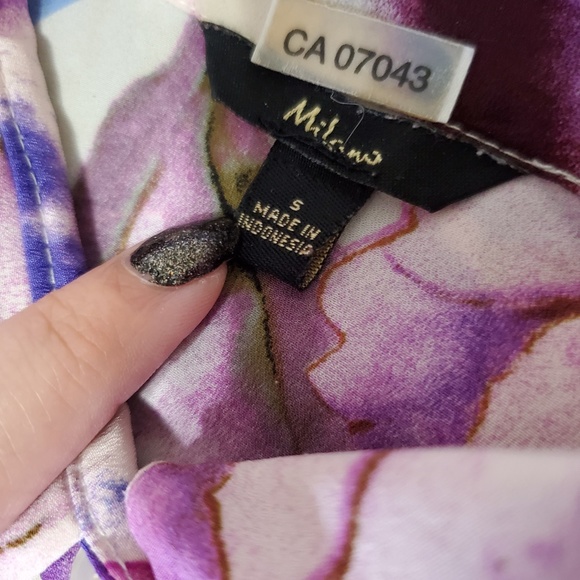 CA 07043
Milano
S
MADE IN
INDONESIA